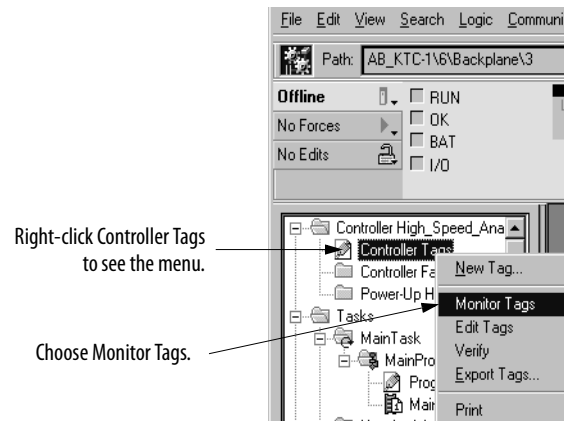 File Edit View Search Logic Communi
Path: AB_KTC-1\6\Backplane\3
Offline RUN
No Forces OK
BAT
No Edits I/O
Controller High_Speed_Ana
Right-click Controller Tags
to see the menu.
Controller Tags
Controller Fa
New Tag...
Power-Up H
Monitor Tags
Tasks
Edit Tags
MainTask
Verify
Choose Monitor Tags.
MainPro
Export Tags...
Prog
Main
Print